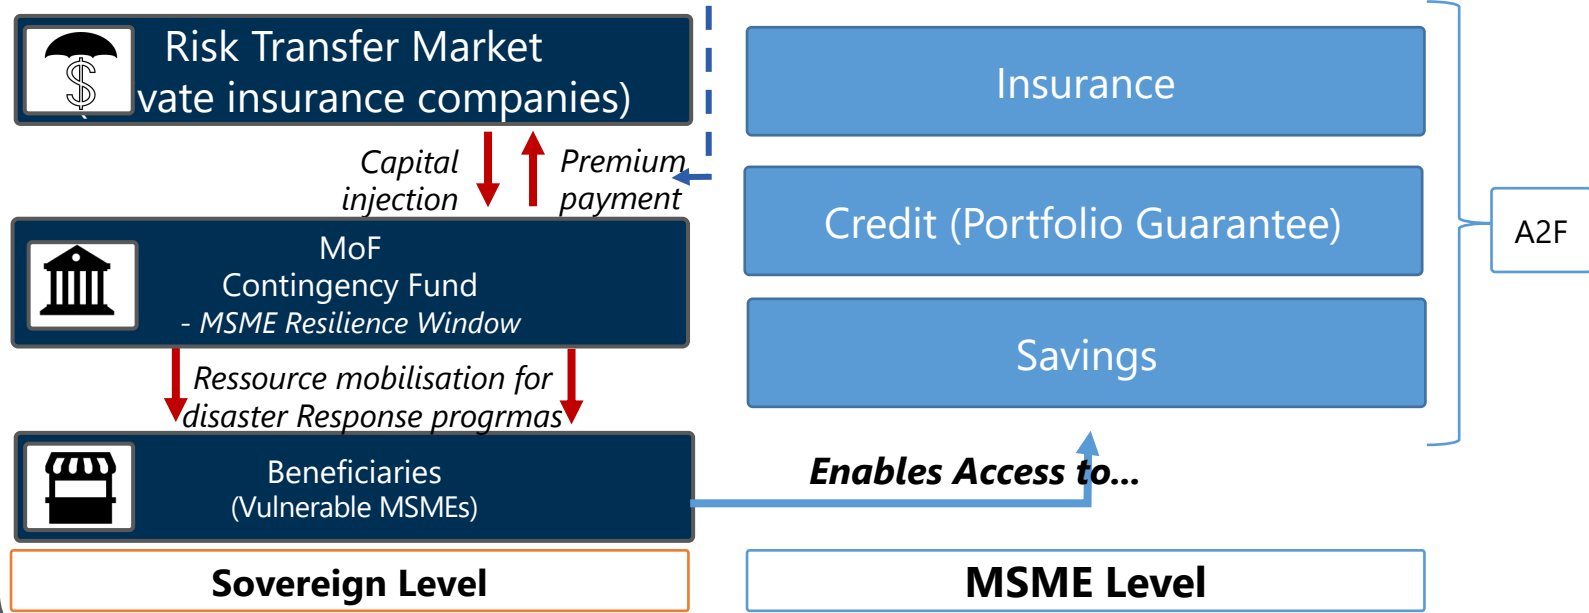 Risk Transfer Market
vate insurance companies)
$
Capital
injection
Premium
payment
MoF
Contingency Fund
- MSME Resilience Window
Ressource mobilisation for
disaster Response progrmas
Beneficiaries
(Vulnerable MSMEs)
Sovereign Level
Insurance
Credit (Portfolio Guarantee)
Savings
A2F
Enables Access to...
MSME Level